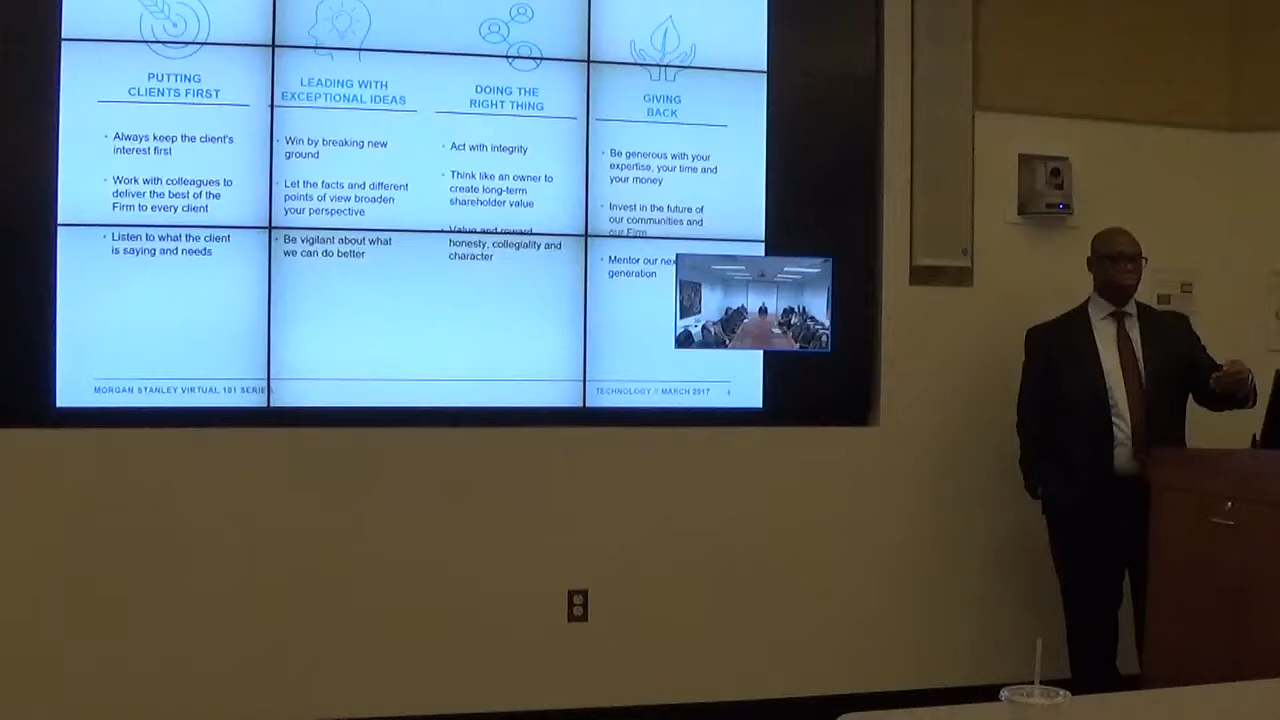 PUTTING
CLIENTS FIRST
Always keep the client's
interest first
Work with colleagues to
deliver the best of the
Firm to every client
Listen to what the client
is saying and needs
LEADING WITH
EXCEPTIONAL IDEAS
Win by breaking new
ground
Let the facts and different
points of view broaden
your perspective
Be vigilant about what
we can do better
DOING THE
RIGHT THING
Act with integrity
Think like an owner to
create long-term
shareholder value
Value and reward
honesty, collegiality and
character
GIVING
BACK
Be generous with your
expertise, your time and
your money
Invest in the future of
our communities and
our Firm
Mentor our
generation
MORGAN STANLEY VIRTUAL 101 SERIES
TECHNOLOGY // MARCH 2017